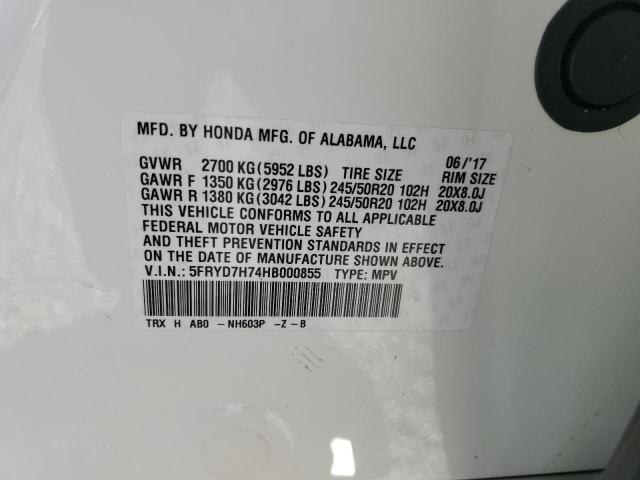 MFD. BY HONDA MFG. OF ALABAMA, LLC 06/'17
GVWR 2700 KG(5952 LBS) TIRE SIZE RIM SIZE
GAWR F 1350 KG(2976 LBS) 245/50R20 102H 20X8.0J
GAWR R 1380 KG(3042 LBS) 245/50R20 102H 20X8.0J
THIS VEHICLE CONFORMS TO ALL APPLICABLE
FEDERAL MOTOR VEHICLE SAFETY
AND THEFT PREVENTION STANDARDS IN EFFECT
ON THE DATE OF MANUFACTURE SHOWN ABOVE.
V.I.N.: 5FRYD7H74HB000855 TYPE: MPV
TRX H AB0 -NH603P -Z-B